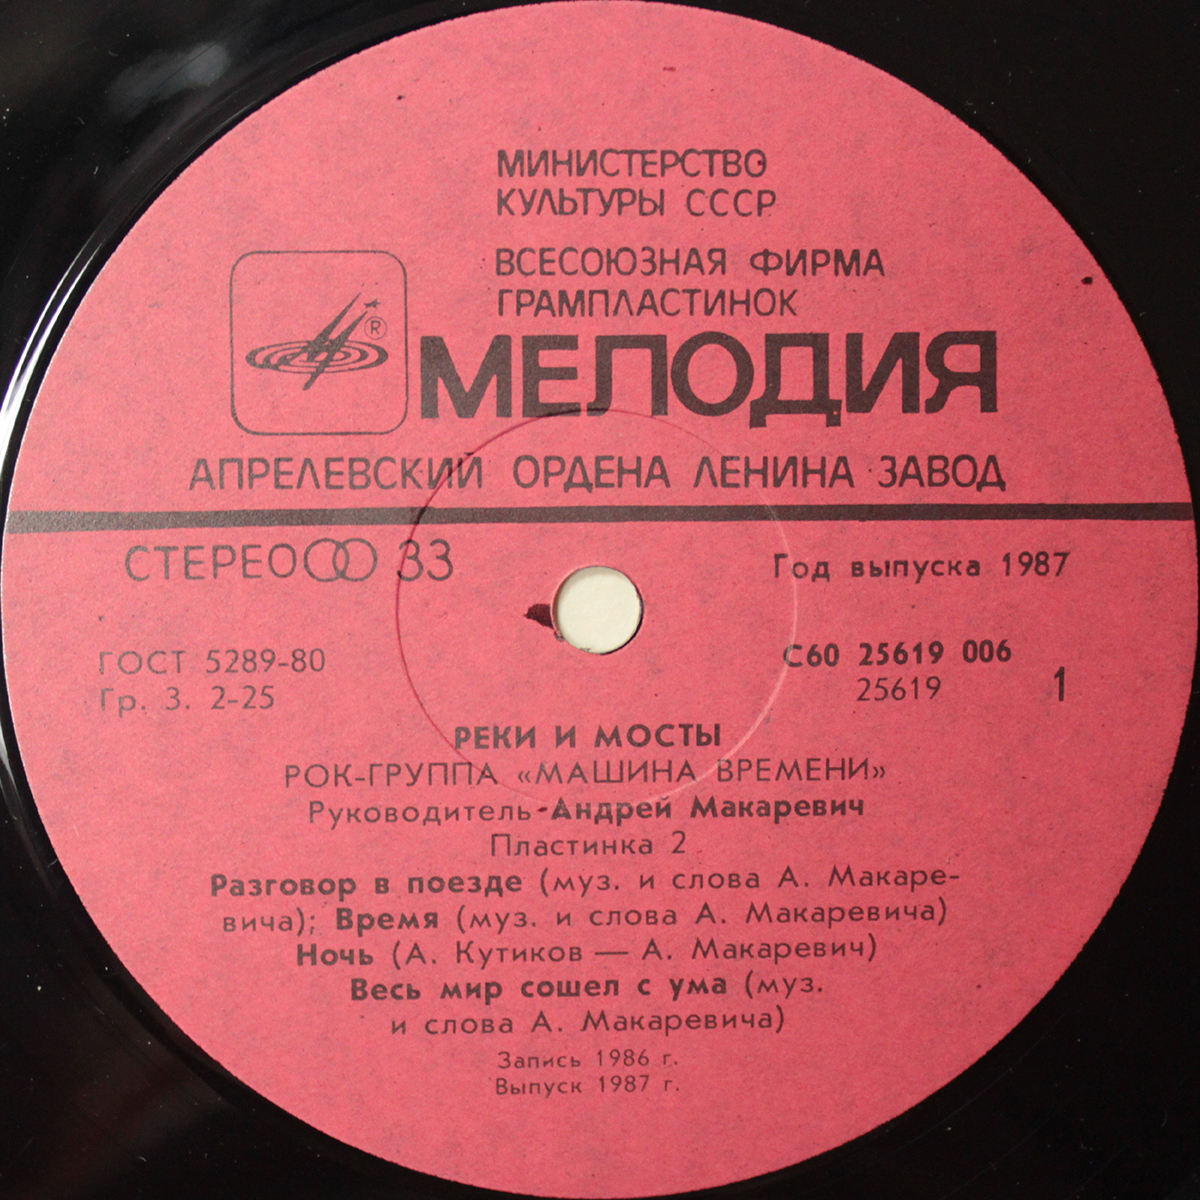 МИНИСТЕРСТВО
КУЛЬТУРЫ СССР
ВСЕСОЮЗНАЯ ФИРМА
ГРАМПЛАСТИНОК
®
МЕЛОДИЯ
АПРЕЛЕВСКИЙ ОРДЕНА ЛЕНИНА ЗАВОД
СТЕРЕО 33
Год выпуска 1987
ГОСТ 5289-80
Гр. 3. 2-25
С60 25619 006
25619
1
РЕКИ И МОСТЫ
РОК-ГРУППА «МАШИНА ВРЕМЕНИ»
Руководитель-Андрей Макаревич
Пластинка 2
Разговор в поезде (муз. и слова А. Макаре-
вича); Время (муз. и слова А. Макаревича)
Ночь (А. Кутиков — А. Макаревич)
Весь мир сошел с ума (муз.
и слова А. Макаревича)
Запись 1986 г.
Выпуск 1987 г.